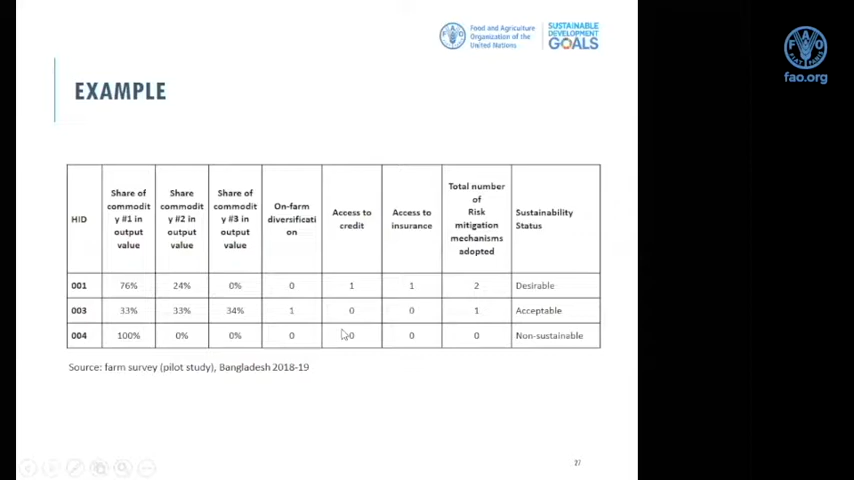 Food and Agriculture
Organization of the
United Nations
SUSTAINABLE
DEVELOPMENT
GOALS
fao.org
EXAMPLE
HID
Share of
commodit
y #1 in
output
value
Share
commodit
y #2 in
output
value
Share of
commodit
y #3 in
output
value
On-farm
diversificati
on
Access to
credit
Access to
insurance
Total number
of
Risk
mitigation
mechanisms
adopted
Sustainability
Status
001 76% 24% 0% 0 1 1 2 Desirable
003 33% 33% 34% 1 0 0 1 Acceptable
004 100% 0% 0% 0 0 0 0 Non-sustainable
Source: farm survey (pilot study), Bangladesh 2018-19
27